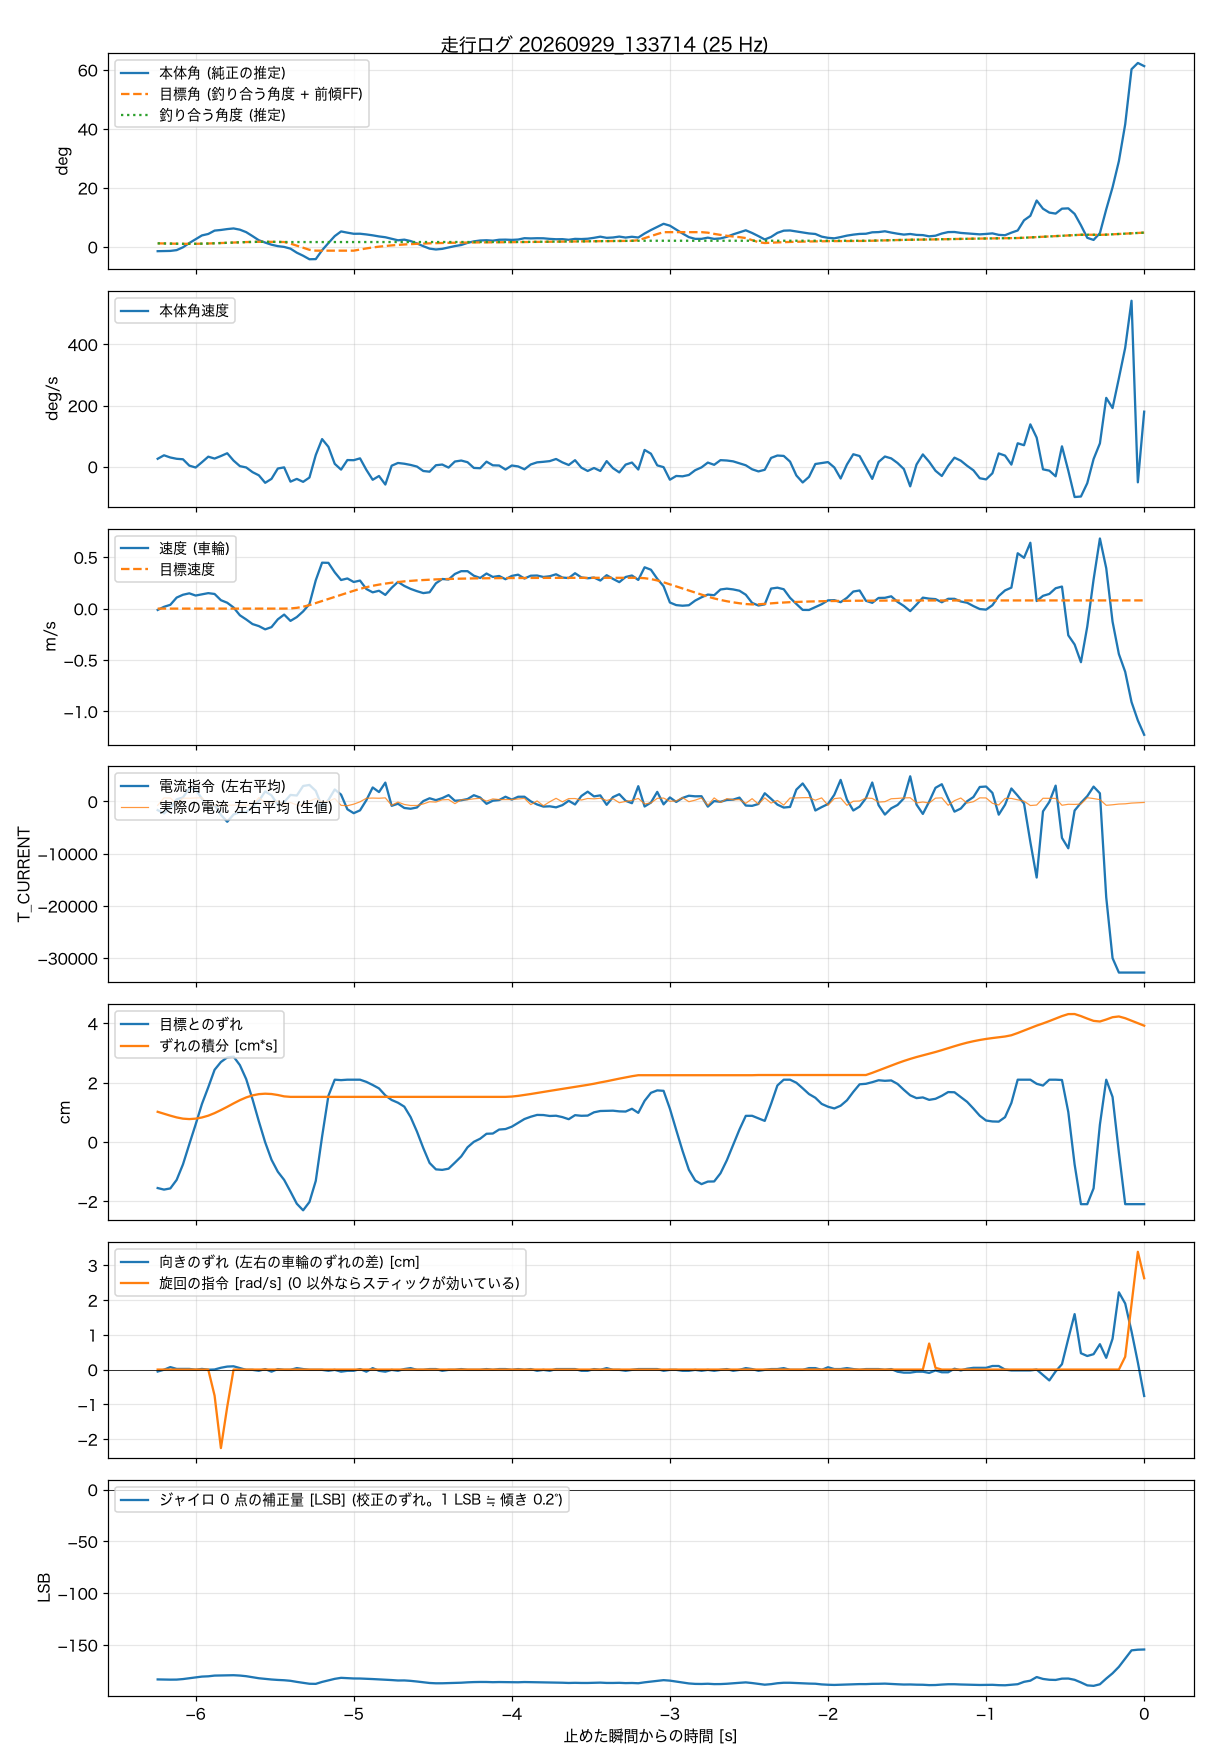 走行ログ 20260929_133714 (25 Hz)
本体角 (純正の推定)
目標角 (釣り合う角度 + 前傾FF)
釣り合う角度 (推定)
60
40
20
0
deg
本体角速度
400
200
0
deg/s
速度 (車輪)
目標速度
0.5
0.0
−0.5
−1.0
m/s
電流指令 (左右平均)
実際の電流 左右平均 (生値)
0
−10000
−20000
−30000
T_CURRENT
目標とのずれ
ずれの積分 [cm*s]
4
2
0
−2
cm
向きのずれ (左右の車輪のずれの差) [cm]
旋回の指令 [rad/s] (0 以外ならスティックが効いている)
3
2
1
0
−1
−2
ジャイロ 0 点の補正量 [LSB] (校正のずれ。1 LSB ≒ 傾き 0.2°)
0
−50
−100
−150
LSB
−6 −5 −4 −3 −2 −1 0
止めた瞬間からの時間 [s]